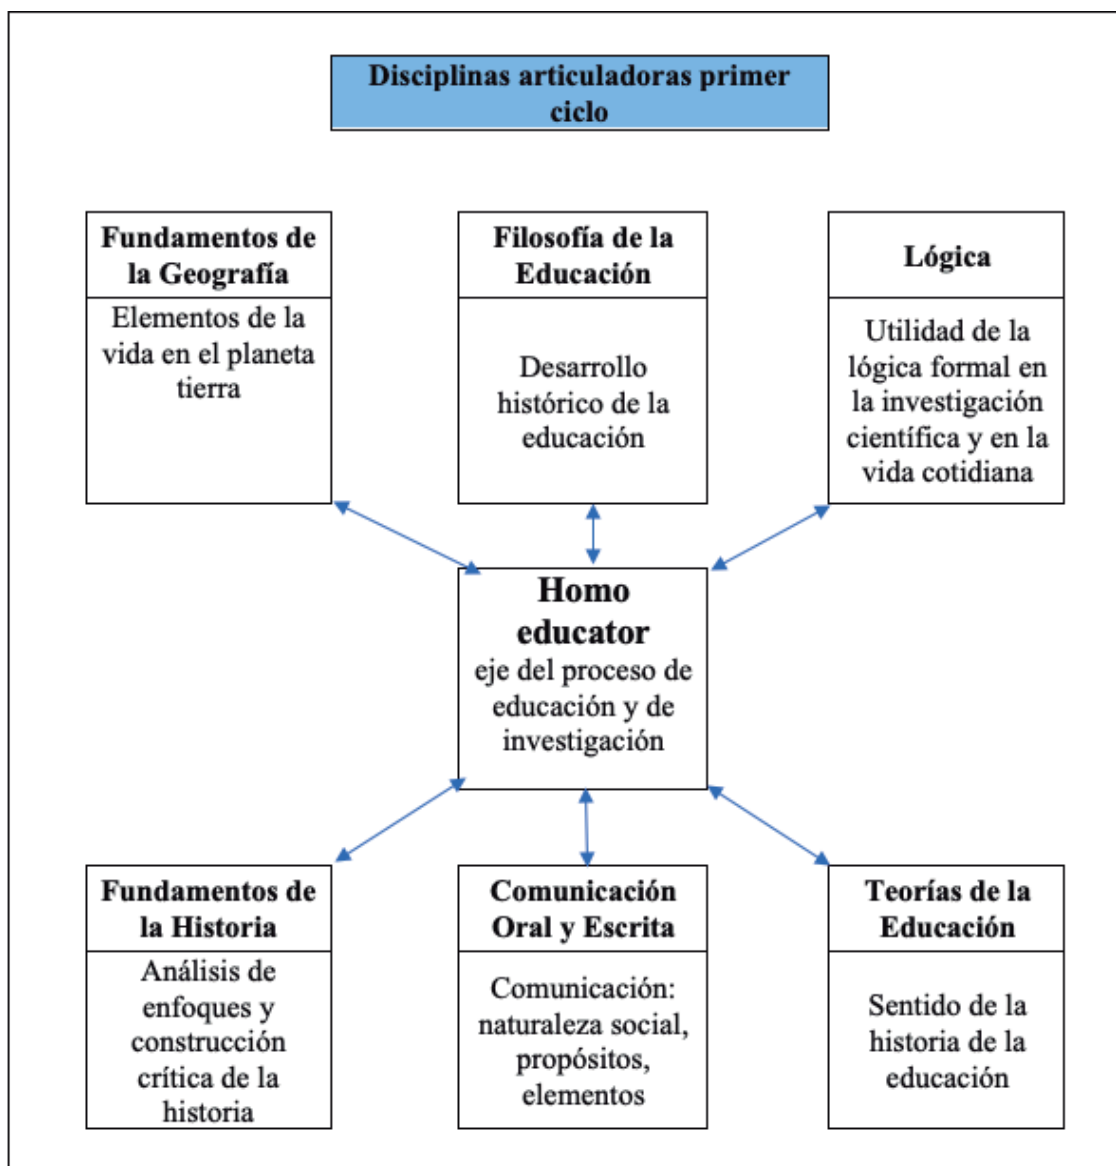 Disciplinas articuladoras primer
ciclo
Fundamentos de
la Geografía
Elementos de la
vida en el planeta
tierra
Filosofía de la
Educación
Desarrollo
histórico de la
educación
Lógica
Utilidad de la
lógica formal en
la investigación
científica y en la
vida cotidiana
Homo
educator
eje del proceso de
educación y de
investigación
Fundamentos de
la Historia
Análisis de
enfoques y
construcción
crítica de la
historia
Comunicación
Oral y Escrita
Comunicación:
naturaleza social,
propósitos,
elementos
Teorías de la
Educación
Sentido de la
historia de la
educación